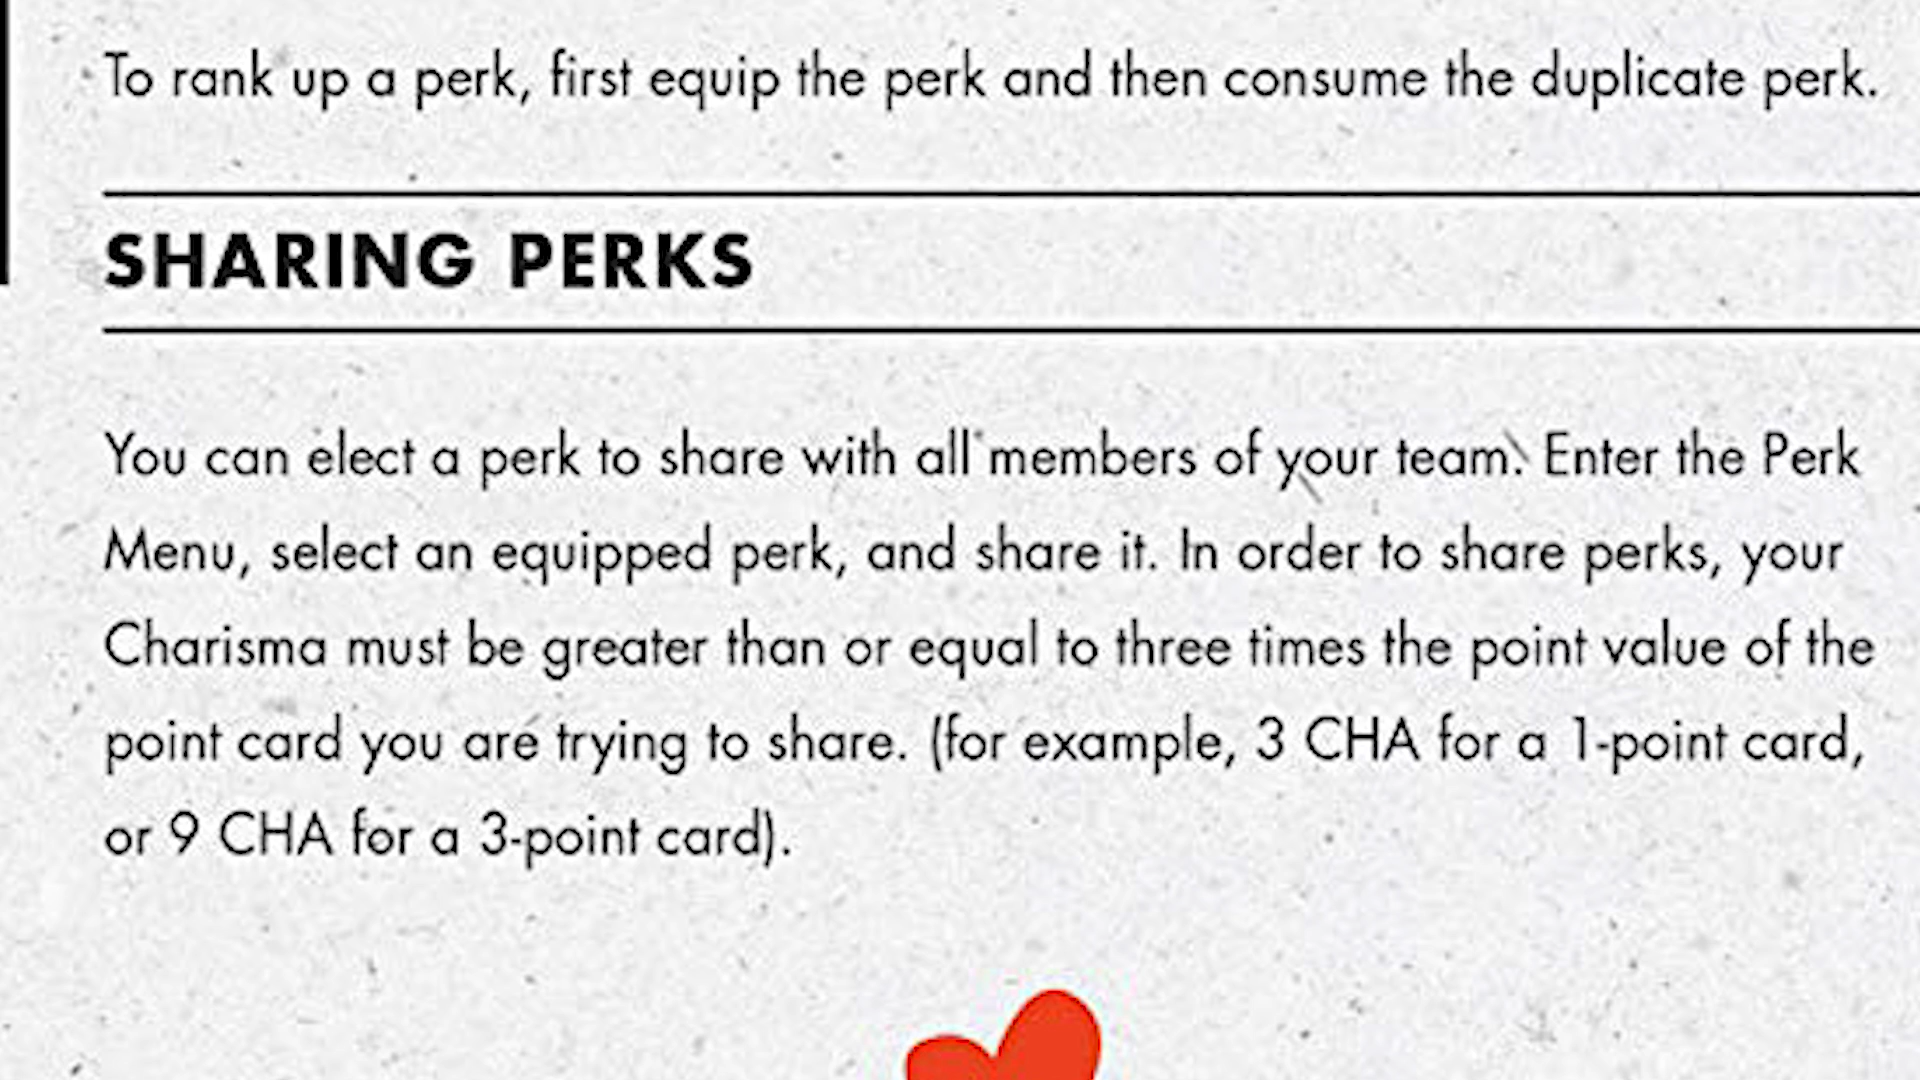 To rank up a perk, first equip the perk and then consume the duplicate perk.
SHARING PERKS
You can elect a perk to share with all members of your team. Enter the Perk
Menu, select an equipped perk, and share it. In order to share perks, your
Charisma must be greater than or equal to three times the point value of the
point card you are trying to share. (for example, 3 CHA for a 1-point card,
or 9 CHA for a 3-point card).